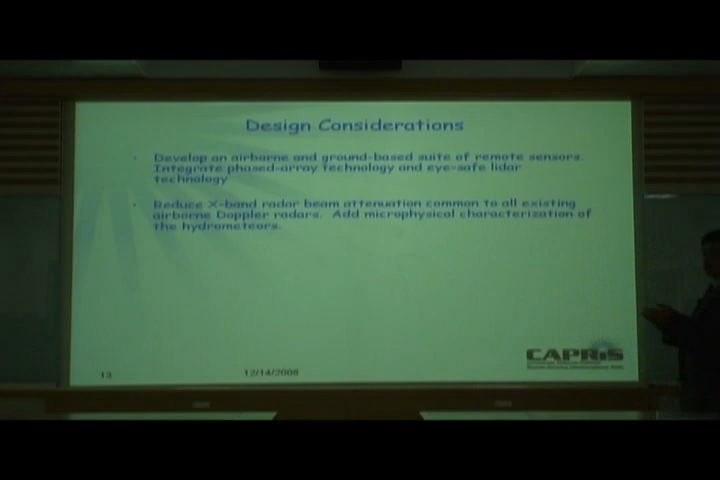 Design Considerations
Develop an airborne and ground-based suite of remote sensors.
Integrate phased-array technology and eye-safe lidar
technology
Reduce X-band radar beam attenuation common to all existing
airborne Doppler radars. Add microphysical characterization of
the hydrometeors.
CAPRIS
13
12/14/2008